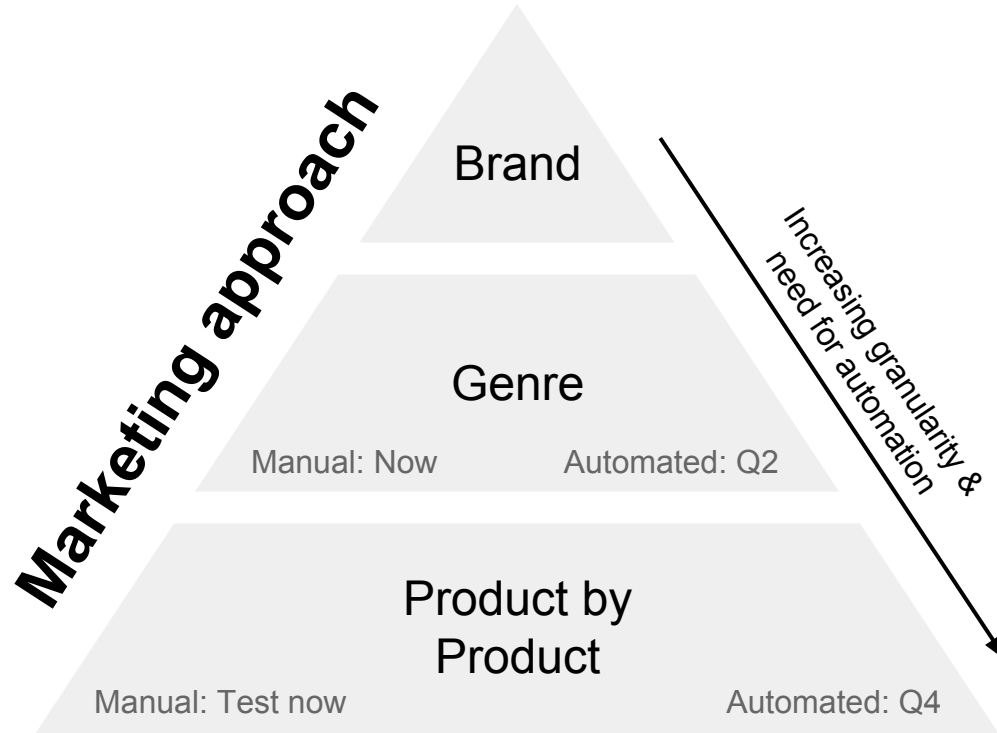 Marketing approach
Brand
Increasing granularity &
need for automation
Genre
Manual: Now
Automated: Q2
Product by
Product
Manual: Test now
Automated: Q4